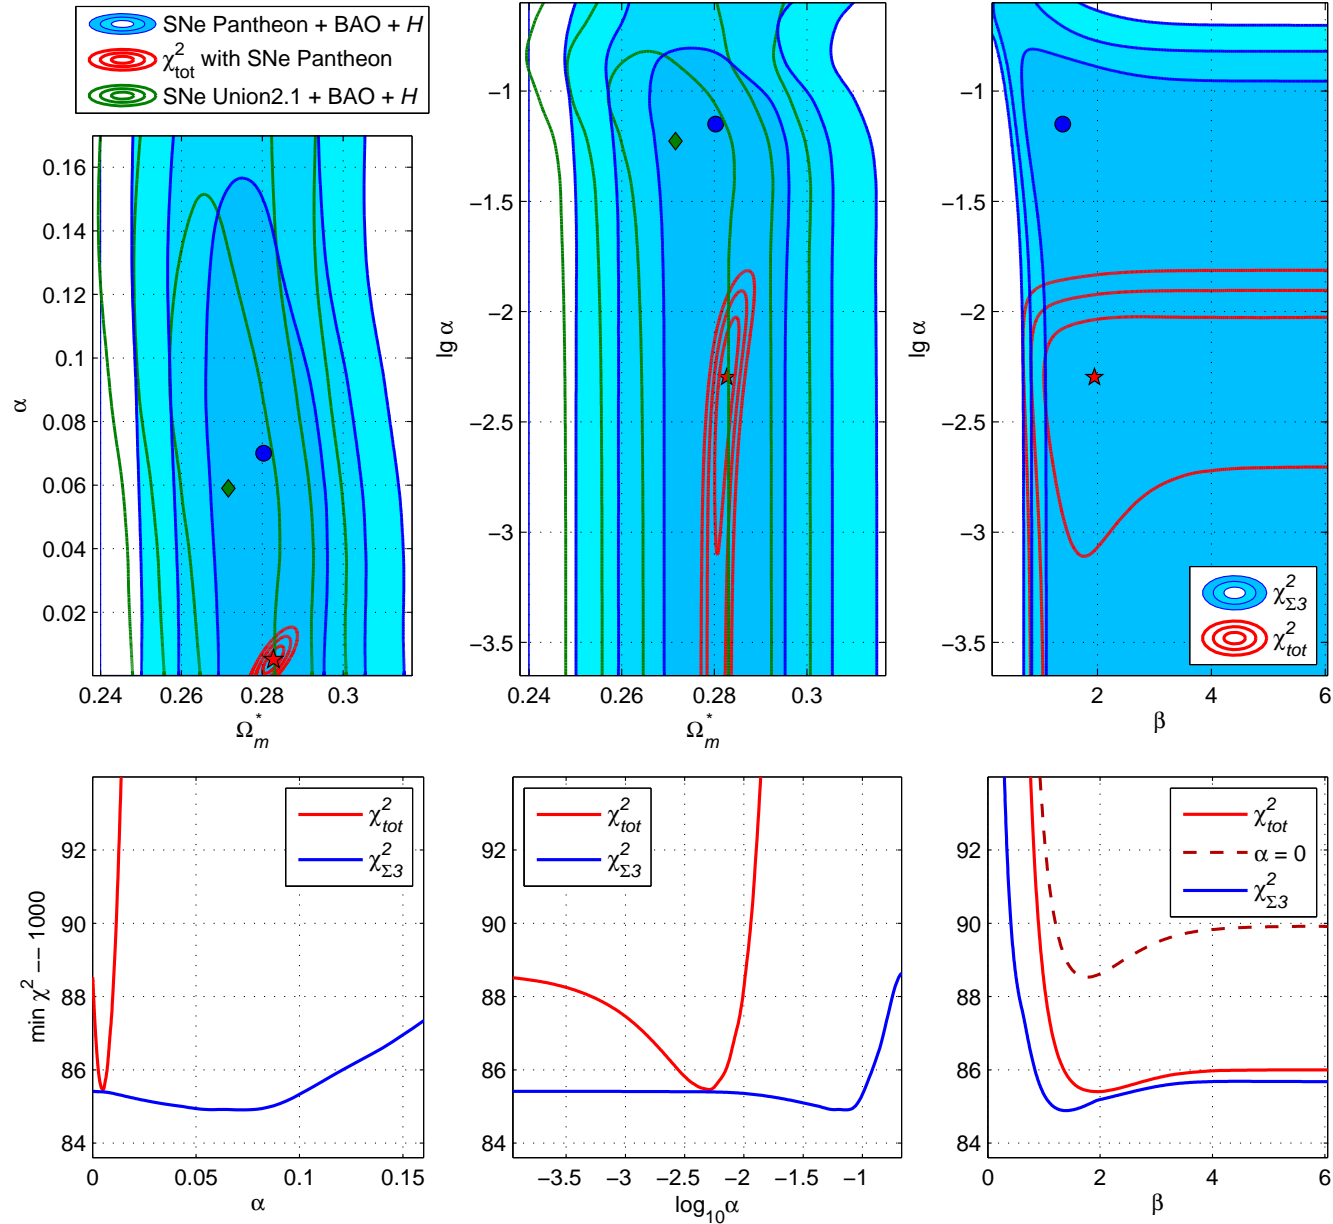 SNe Pantheon + BAO + H
χ²tot with SNe Pantheon
SNe Union2.1 + BAO + H
0.16
0.14
0.12
0.1
0.08
0.06
0.04
0.02
α
0.24 0.26 0.28 0.3
Ω*m
−1
−1.5
−2
−2.5
−3
−3.5
lg α
0.24 0.26 0.28 0.3
Ω*m
−1
−1.5
−2
−2.5
−3
−3.5
lg α
χ²Σ3
χ²tot
2 4 6
β
92
90
88
86
84
min χ² −− 1000
χ²tot
χ²Σ3
0 0.05 0.1 0.15
α
92
90
88
86
84
χ²tot
χ²Σ3
−3.5 −3 −2.5 −2 −1.5 −1
log10α
92
90
88
86
84
χ²tot
α = 0
χ²Σ3
0 2 4 6
β